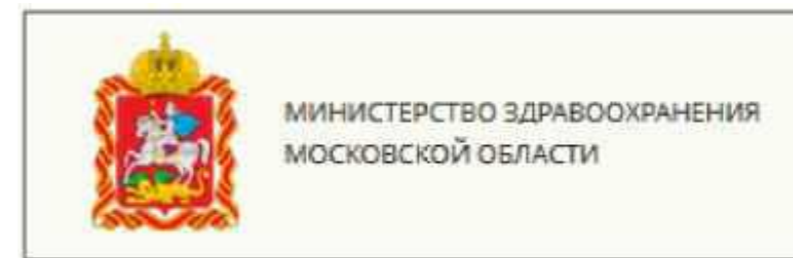 МИНИСТЕРСТВО ЗДРАВООХРАНЕНИЯ
МОСКОВСКОЙ ОБЛАСТИ